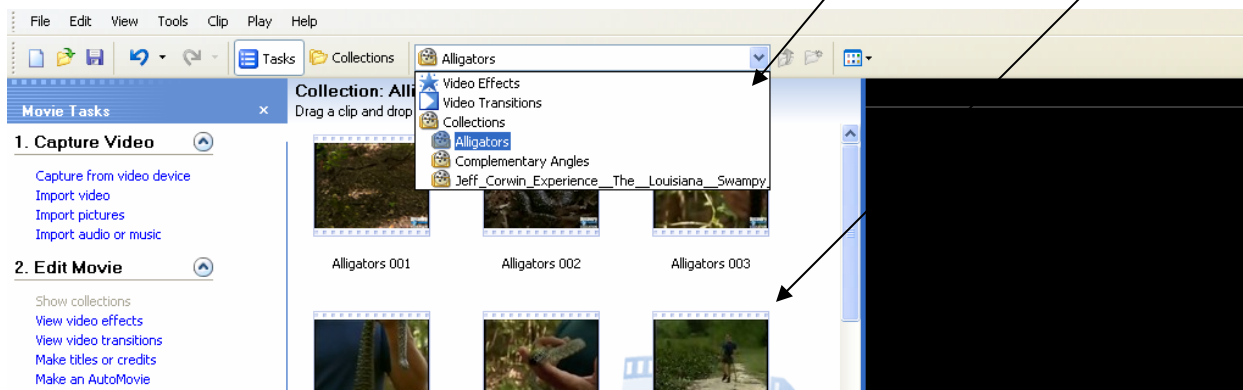 File Edit View Tools Clip Play Help
Tasks Collections Alligators
Movie Tasks
1. Capture Video
Capture from video device
Import video
Import pictures
Import audio or music
2. Edit Movie
Show collections
View video effects
View video transitions
Make titles or credits
Make an AutoMovie
Collection: Alli
Drag a clip and drop
Video Effects
Video Transitions
Collections
Alligators
Complementary Angles
Jeff_Corwin_Experience__The__Louisiana__Swampy_
Alligators 001 Alligators 002 Alligators 003